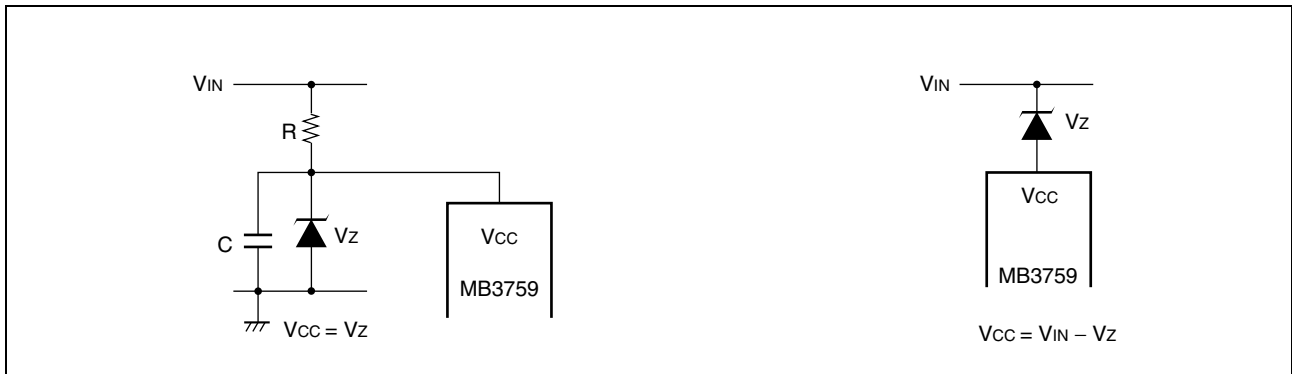 VIN
R
C
VZ
VCC
MB3759
VCC = VZ
VIN
VZ
VCC
MB3759
VCC = VIN − VZ